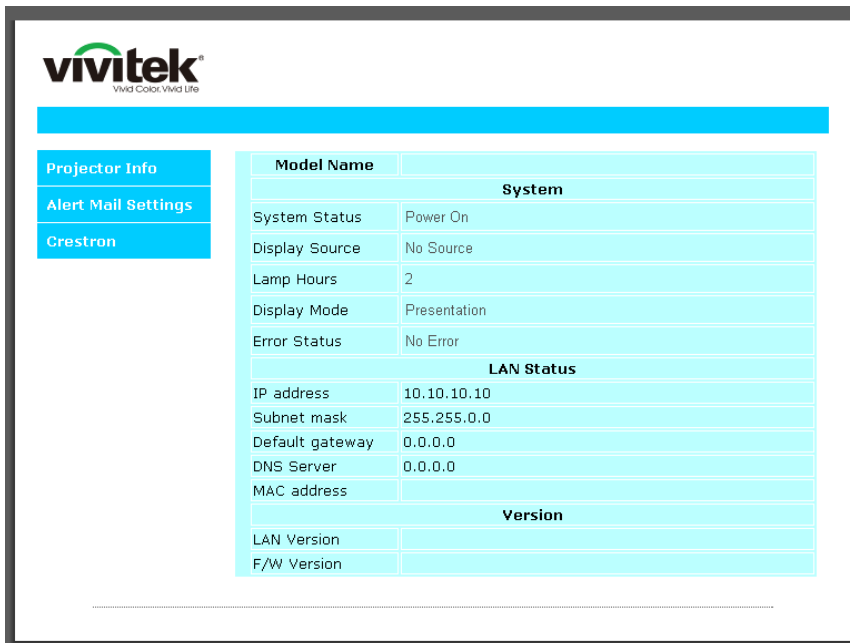 vivitek®
Vivid Color. Vivid Life
Projector Info
Alert Mail Settings
Crestron
Model Name
System
System Status Power On
Display Source No Source
Lamp Hours 2
Display Mode Presentation
Error Status No Error
LAN Status
IP address 10.10.10.10
Subnet mask 255.255.0.0
Default gateway 0.0.0.0
DNS Server 0.0.0.0
MAC address
Version
LAN Version
F/W Version